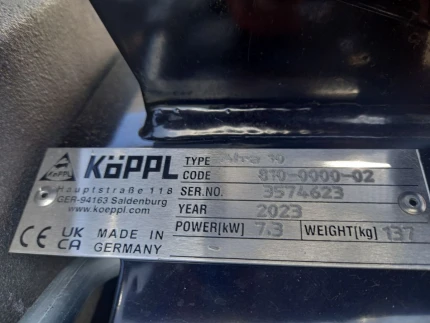 KöPPL
KöPPL
Hauptstraße 118
GER-94163 Saldenburg
www.koeppl.com
CE UK CA MADE IN GERMANY
TYPE
CODE 810-0000-02
SER.NO. 3574623
YEAR 2023
POWER[kW] 7.3 WEIGHT[kg] 137